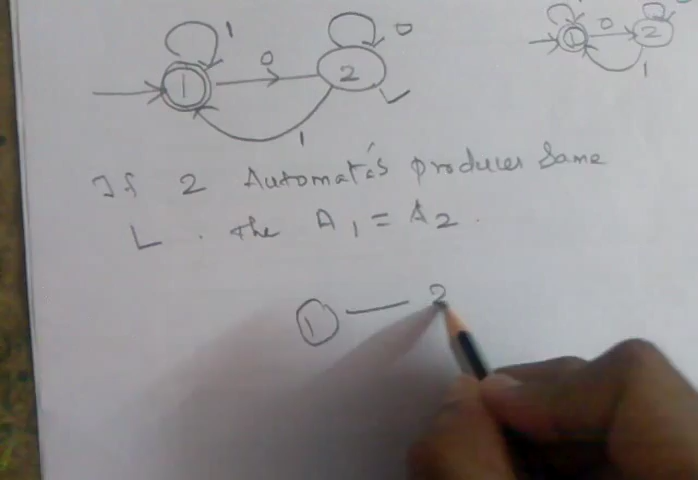 1 0
1 0 2
0
1 2
1
1
If 2 Automata's produces Same
L . the A1 = A2 .
1 — 2